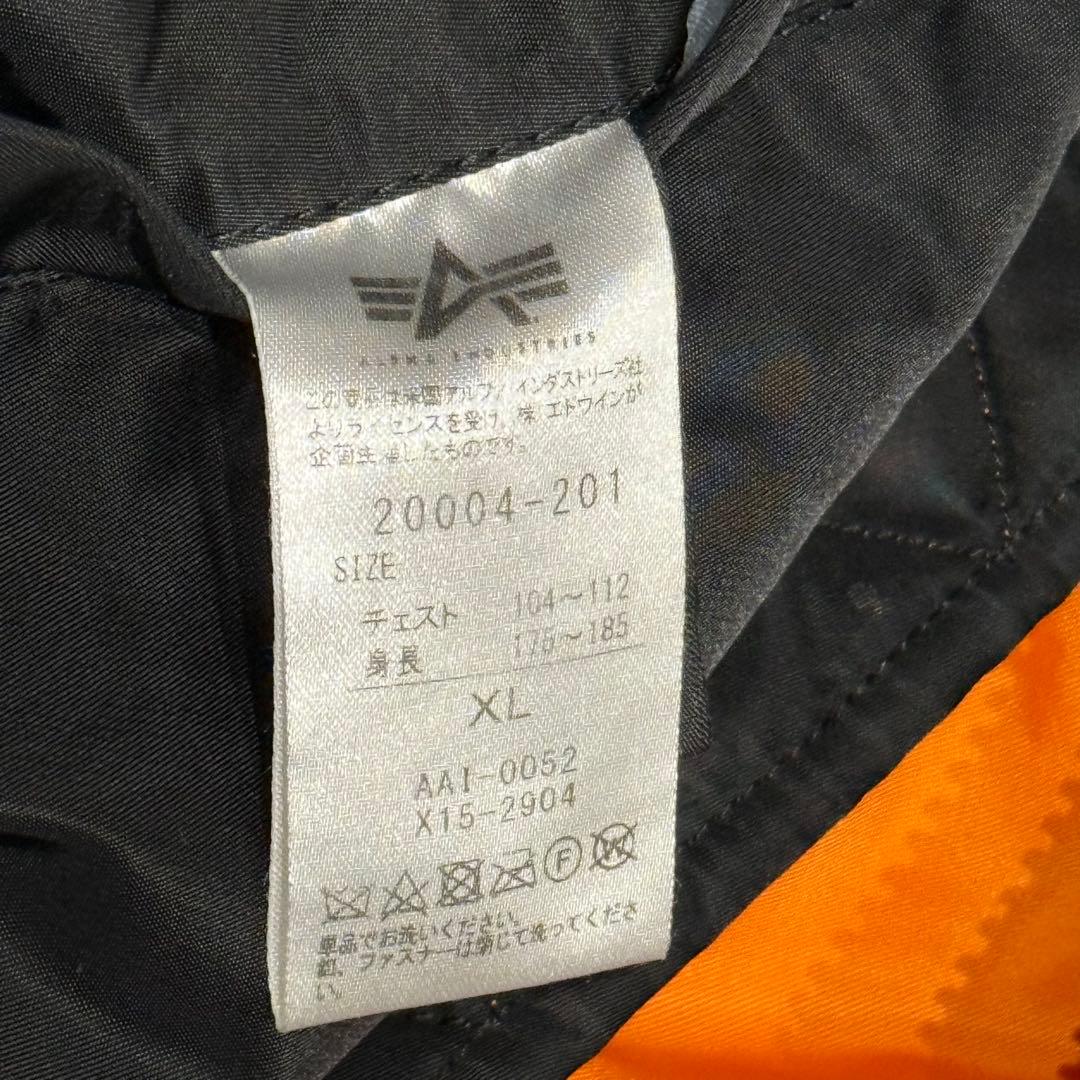 ALPHA INDUSTRIES
この商品は米国アルファ インダストリーズ社
よりライセンスを受け、株 エドウインが
企画生産したものです。
20004-201
SIZE
チェスト 104〜112
身長 175〜185
XL
AAI-0052
X15-2904
F W
単品でお洗いください。
ファスナーは閉じて洗ってくださ
い。